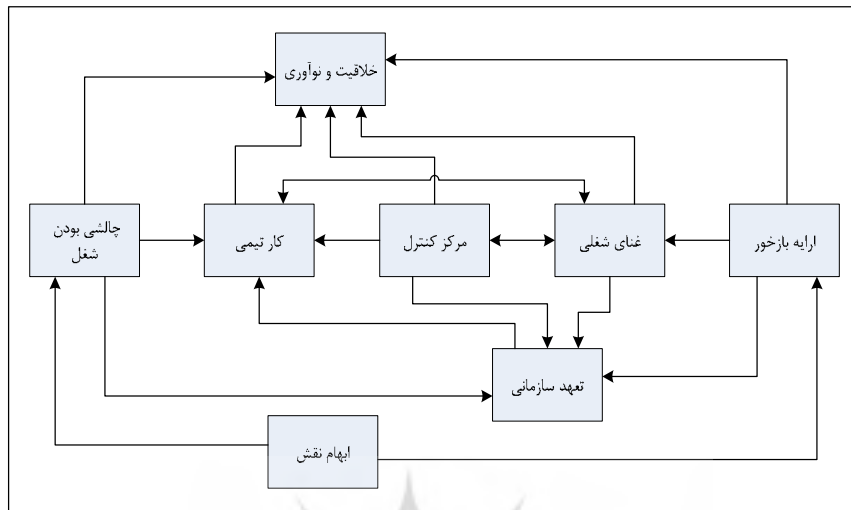 خلاقیت و نوآوری
چالشی بودن
شغل
کار تیمی
مرکز کنترل
غنای شغلی
ارایه بازخور
تعهد سازمانی
ابهام نقش